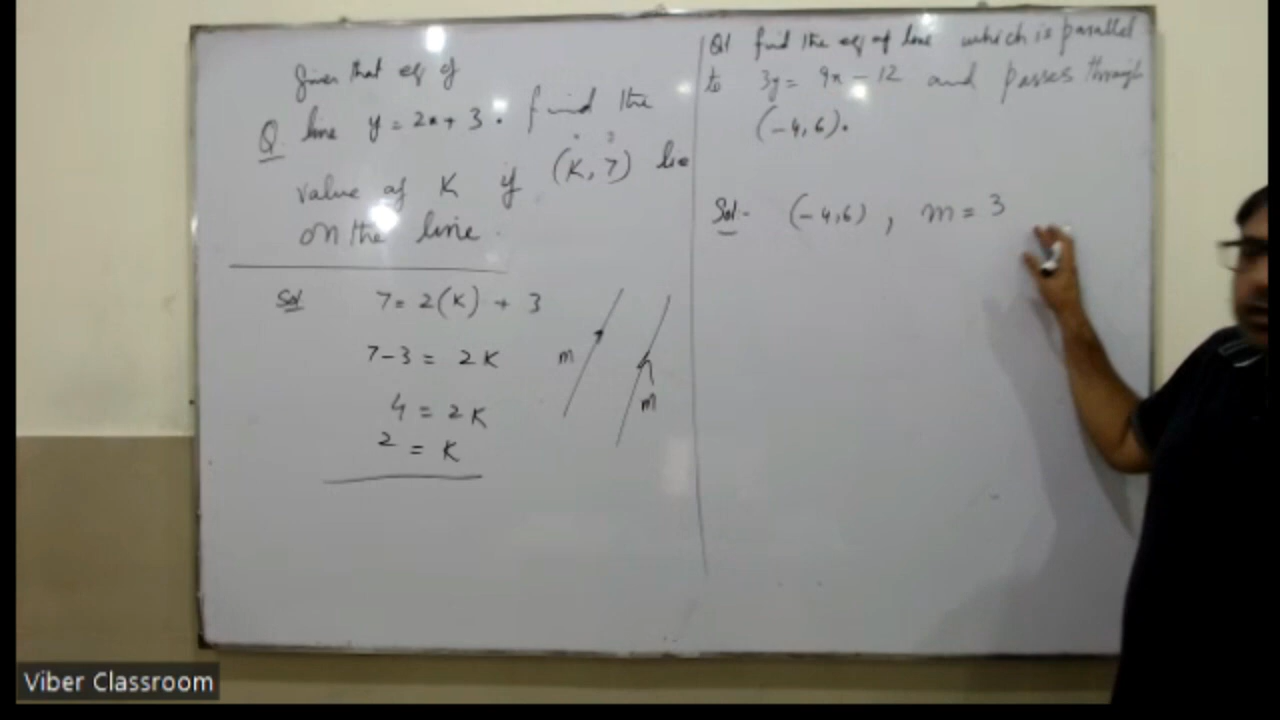 Given that eq of
Q line y = 2x + 3 . find the
value of K if (K, 7) lie
on the line .
Sol 7 = 2(K) + 3
7-3 = 2K
4 = 2K
2 = K
m
m
Q1 find the eq of line which is parallel
to 3y = 9x - 12 and passes through
(-4,6).
Sol:- (-4,6) , m = 3
Viber Classroom